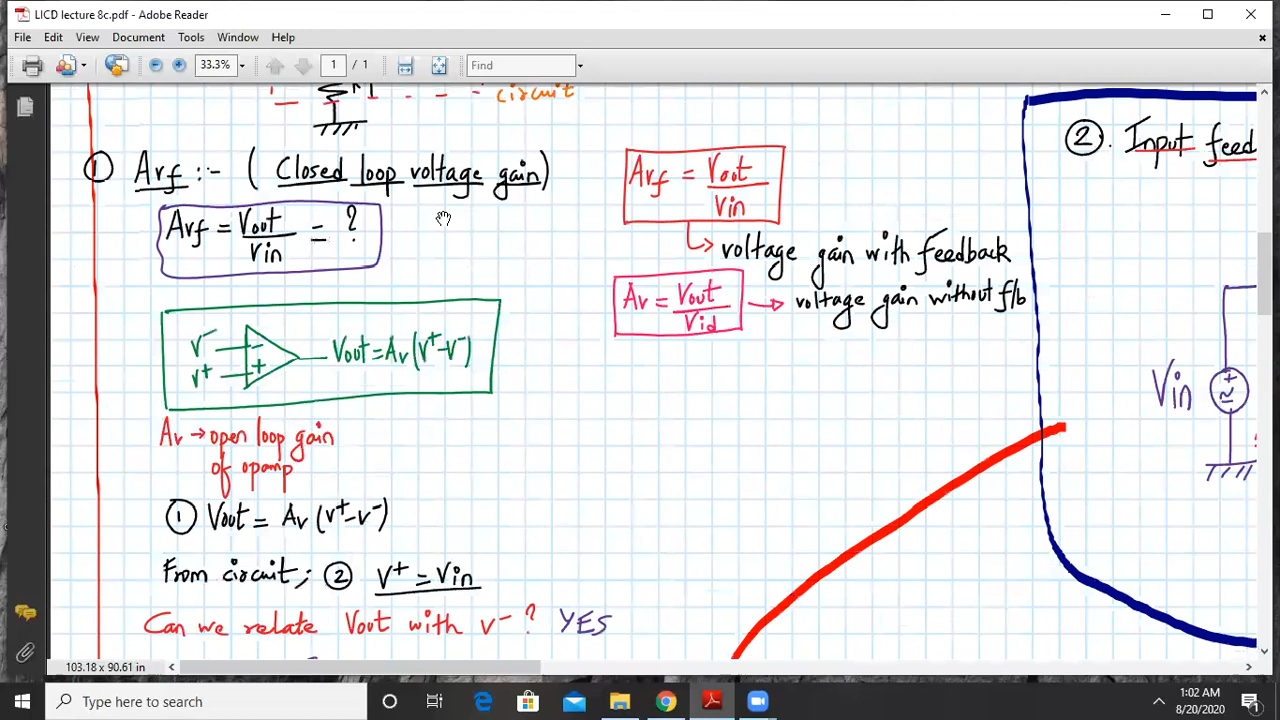 LICD lecture 8c.pdf - Adobe Reader
File Edit View Document Tools Window Help
33.3% 1 / 1 Find
circuit
① Avf :- ( Closed loop voltage gain)
Avf = Vout / Vin = ?
Avf = Vout / Vin
voltage gain with feedback
Av = Vout / Vid → voltage gain without f/b
V-
V+
Vout = Av (V+ - V-)
Av → open loop gain
of opamp
① Vout = Av (V+ - V-)
From circuit; ② V+ = Vin
Can we relate Vout with V- ? YES
②. Input feed
Vin
103.18 x 90.61 in
Type here to search
1:02 AM
8/20/2020